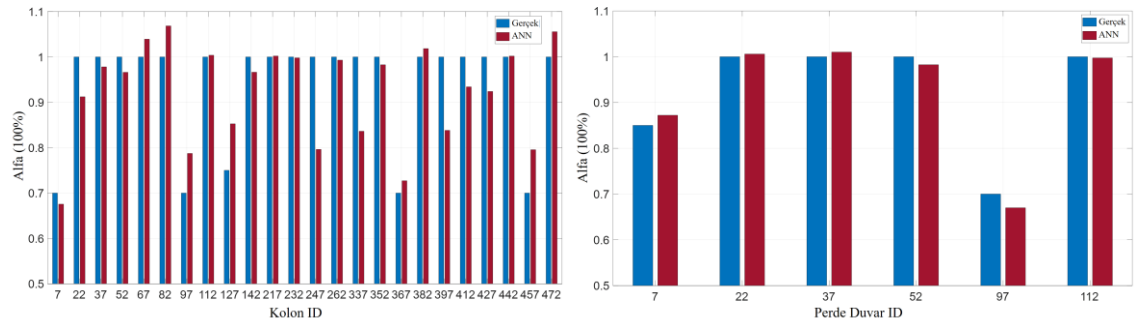 1.1
1
0.9
0.8
0.7
0.6
0.5
Alfa (100%)
Gerçek
ANN
7 22 37 52 67 82 97 112 127 142 217 232 247 262 337 352 367 382 397 412 427 442 457 472
Kolon ID
1.1
1
0.9
0.8
0.7
0.6
0.5
Alfa (100%)
Gerçek
ANN
7 22 37 52 97 112
Perde Duvar ID